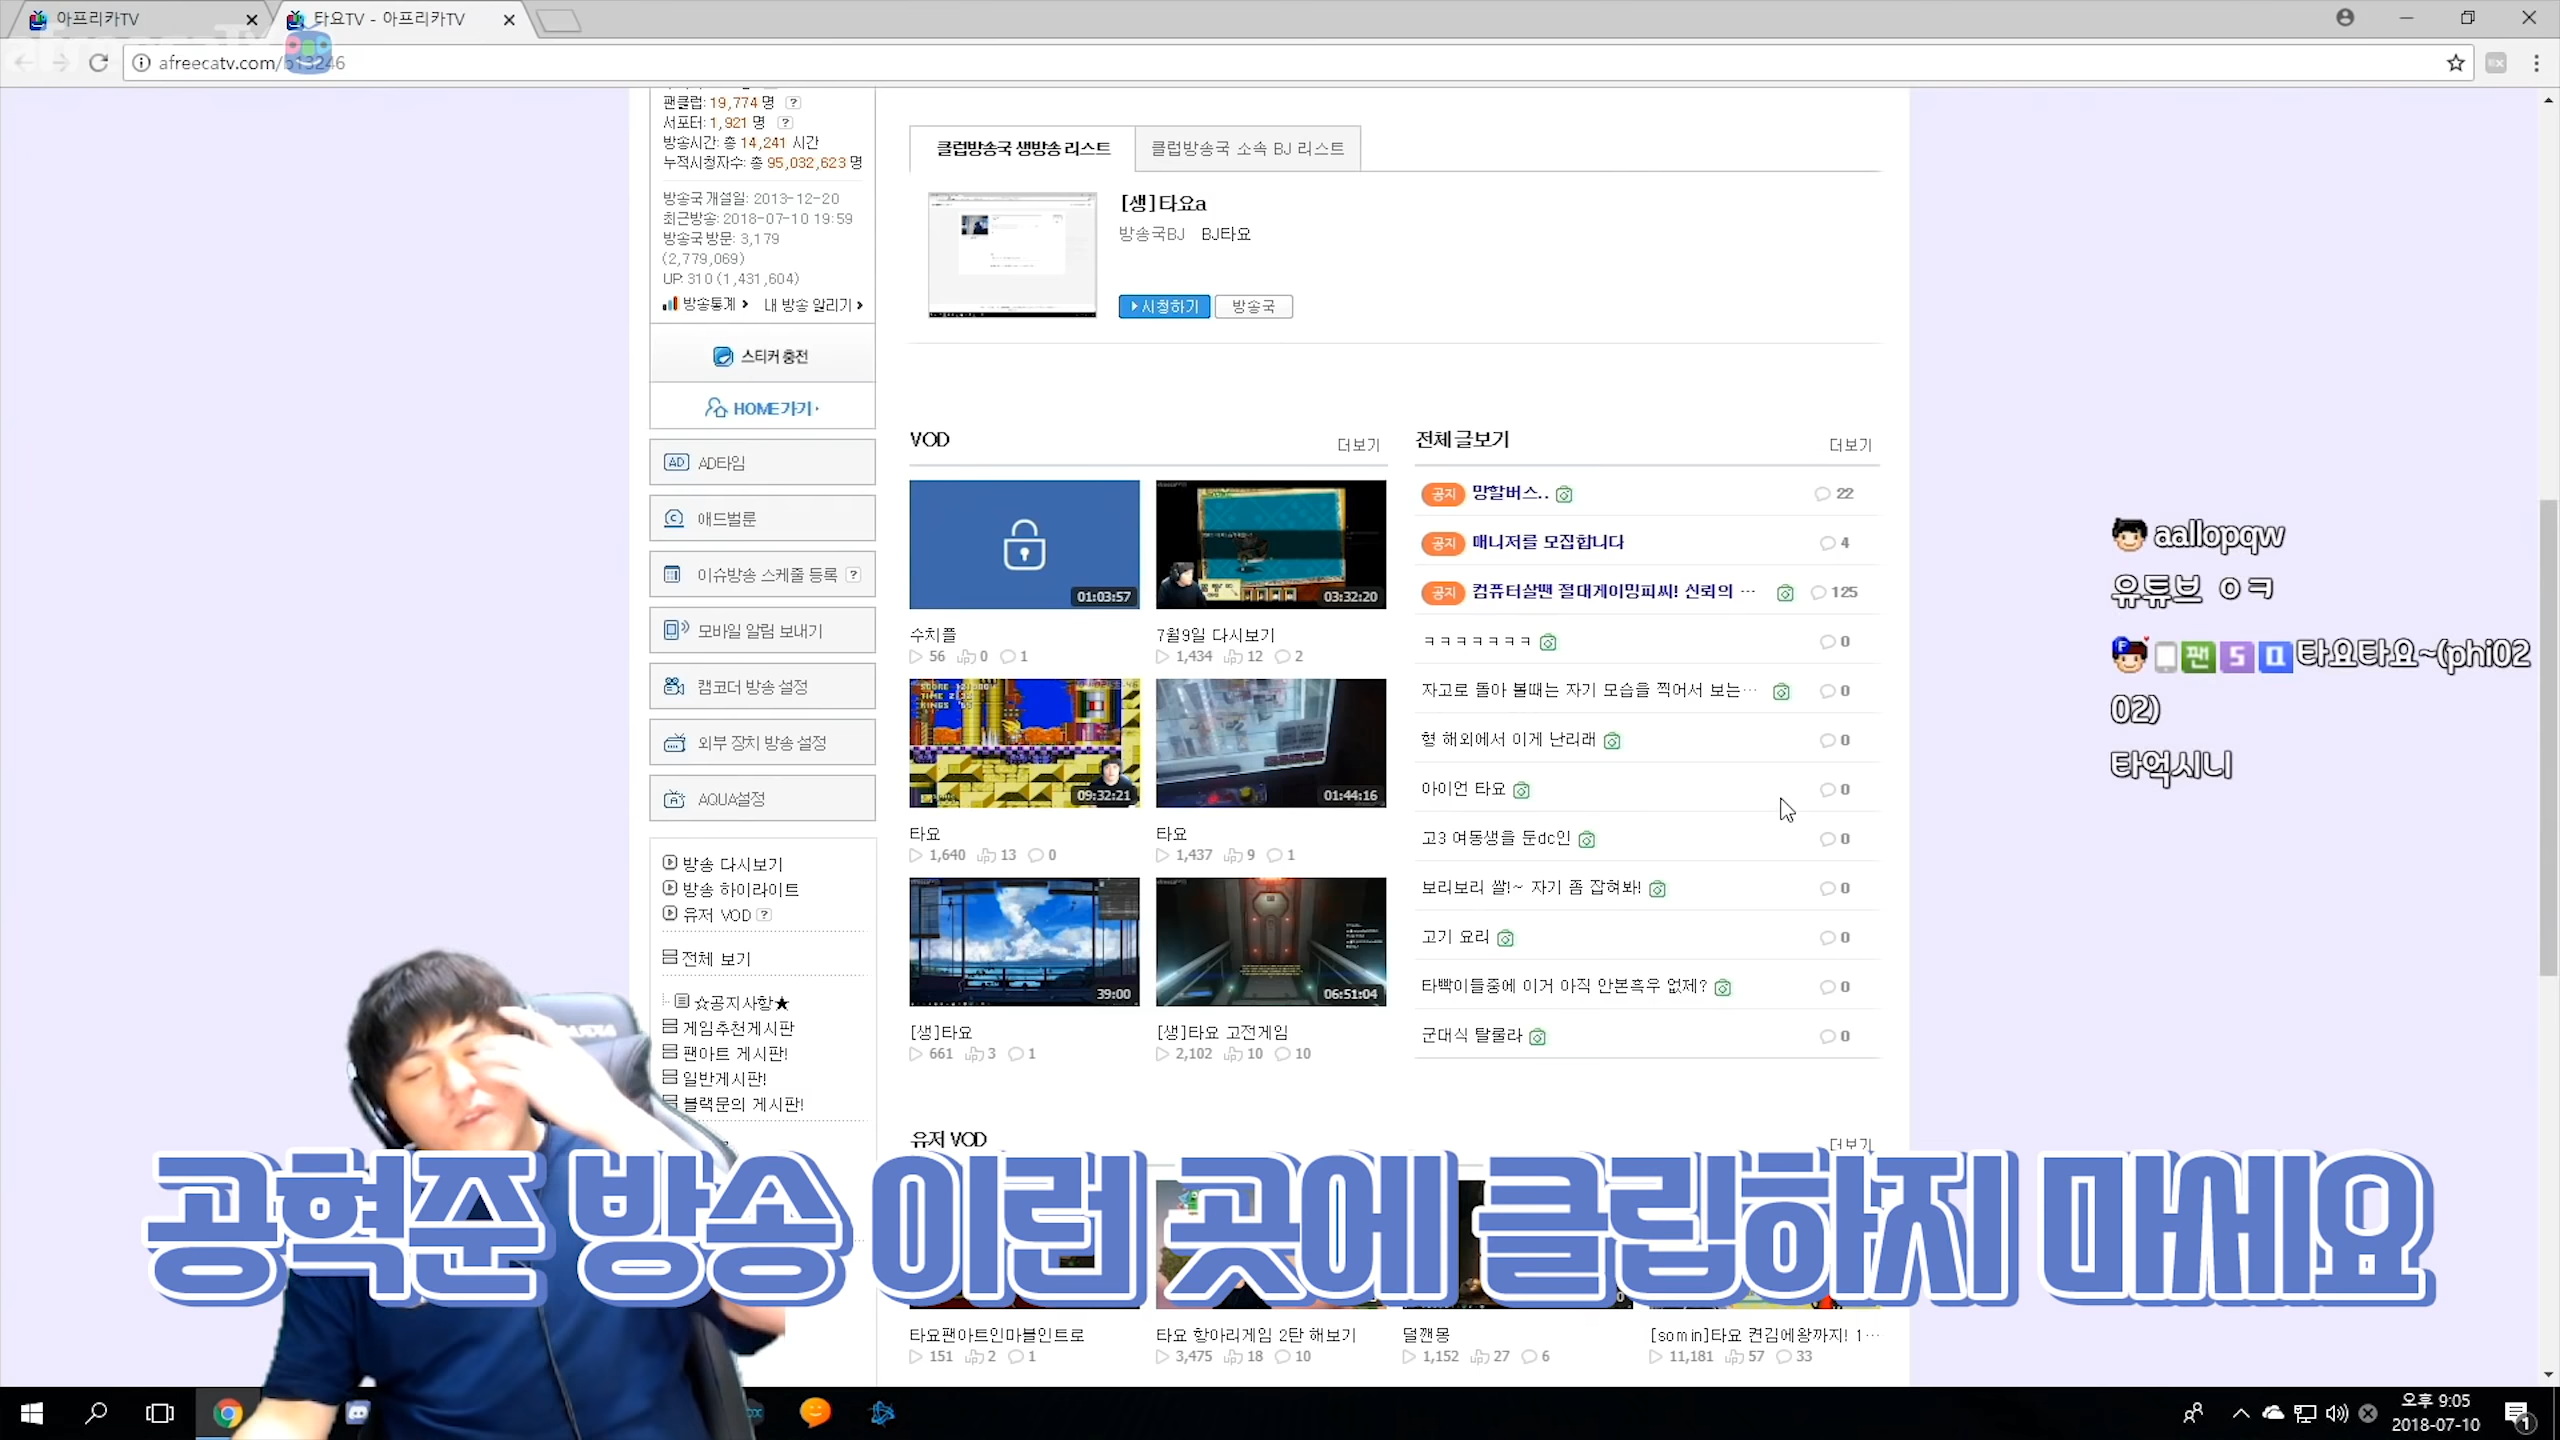 아프리카TV
타요TV - 아프리카TV
afreecatv.com/b13246
팬클럽: 19,774 명 ?
서포터: 1,921 명 ?
방송시간: 총 14,241 시간
누적시청자수: 총 95,032,623 명
방송국 개설일: 2013-12-20
최근방송: 2018-07-10 19:59
방송국 방문: 3,179
(2,779,069)
UP: 310 (1,431,604)
방송통계 내 방송 알리기
스티커 충전
HOME가기
AD AD타임
애드벌룬
이슈방송 스케줄 등록 ?
모바일 알림 보내기
캠코더 방송 설정
외부 장치 방송 설정
AQUA설정
방송 다시보기
방송 하이라이트
유저 VOD ?
전체 보기
☆공지사항★
게임추천게시판
팬아트 게시판!
일반게시판!
블랙문의 게시판!
클럽방송국 생방송 리스트 클럽방송국 소속 BJ 리스트
[생]타요a
방송국BJ BJ타요
시청하기 방송국
VOD 더보기
01:03:57 03:32:20
수치플 7월9일 다시보기
56 up 0 1 1,434 up 12 2
09:32:21 01:44:16
타요 타요
1,640 up 13 0 1,437 up 9 1
39:00 06:51:04
[생]타요 [생]타요 고전게임
661 up 3 1 2,102 up 10 10
전체 글보기 더보기
공지 망할버스.. 22
공지 매니저를 모집합니다 4
공지 컴퓨터살땐 절대게이밍피씨! 신뢰의 … 125
ㅋㅋㅋㅋㅋㅋㅋ 0
자고로 돌아 볼때는 자기 모습을 찍어서 보는… 0
형 해외에서 이게 난리래 0
아이언 타요 0
고3 여동생을 둔dc인 0
보리보리 쌀!~ 자기 좀 잡혀봐! 0
고기 요리 0
타빡이들중에 이거 아직 안본흑우 없제? 0
군대식 탈룰라 0
유저 VOD 더보기
타요팬아트인마블인트로 타요 항아리게임 2탄 해보기 덜깬몽 [somin]타요 켠김에왕까지! 1…
151 up 2 1 3,475 up 18 10 1,152 up 27 6 11,181 up 57 33
aallopqw
유튜브 ㅇㅋ
F 팬 S 타요타요~(phi02
02)
타억시니
공혁준 방송 이런 곳에 클립하지 마세요
오후 9:05
2018-07-10
1